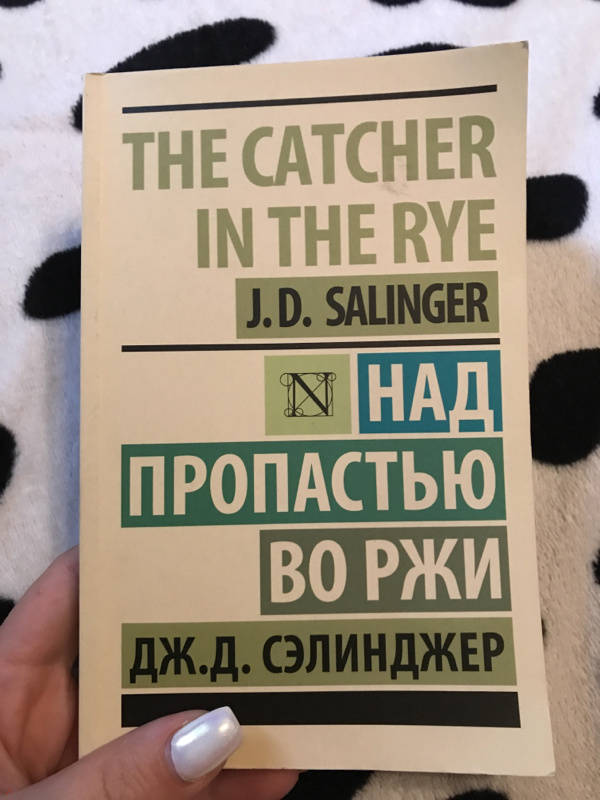 THE CATCHER
IN THE RYE
J. D. SALINGER
N НАД
ПРОПАСТЬЮ
ВО РЖИ
ДЖ.Д. СЭЛИНДЖЕР